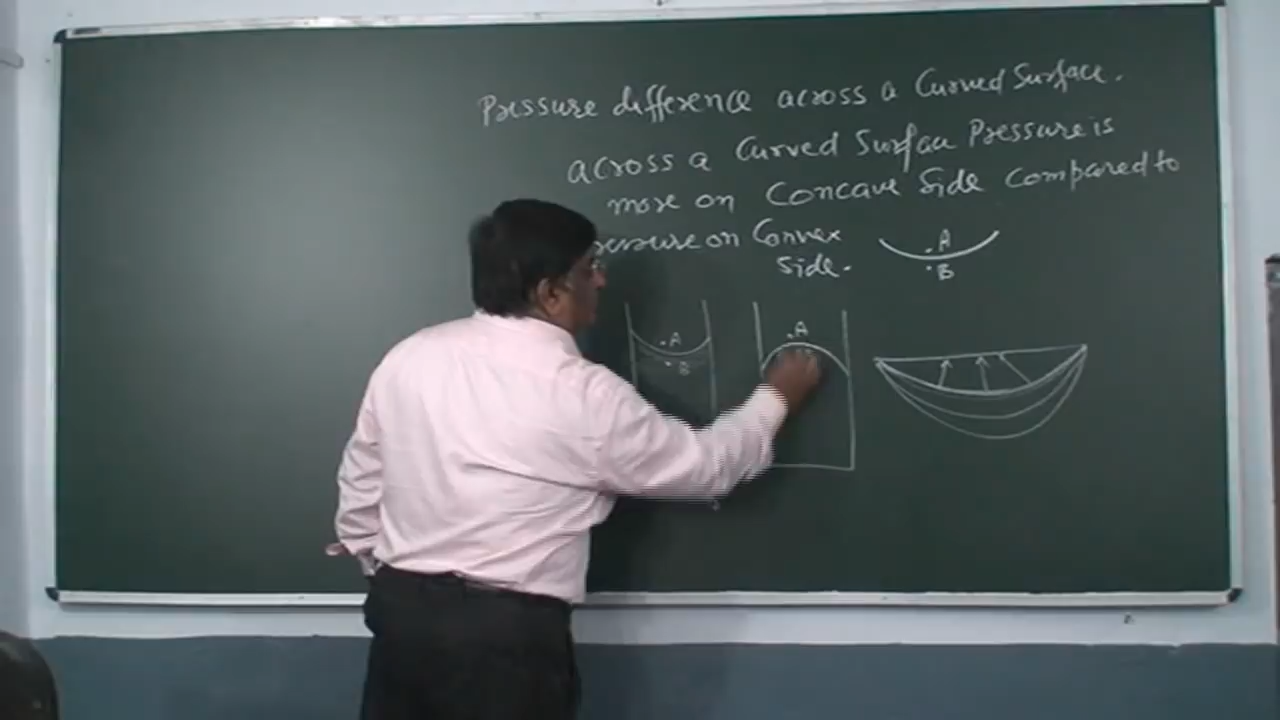 Pressure difference across a Curved Surface.
across a Curved Surface Pressure is
more on Concave Side Compared to
on Convex
Side.
A
B
A
B
A